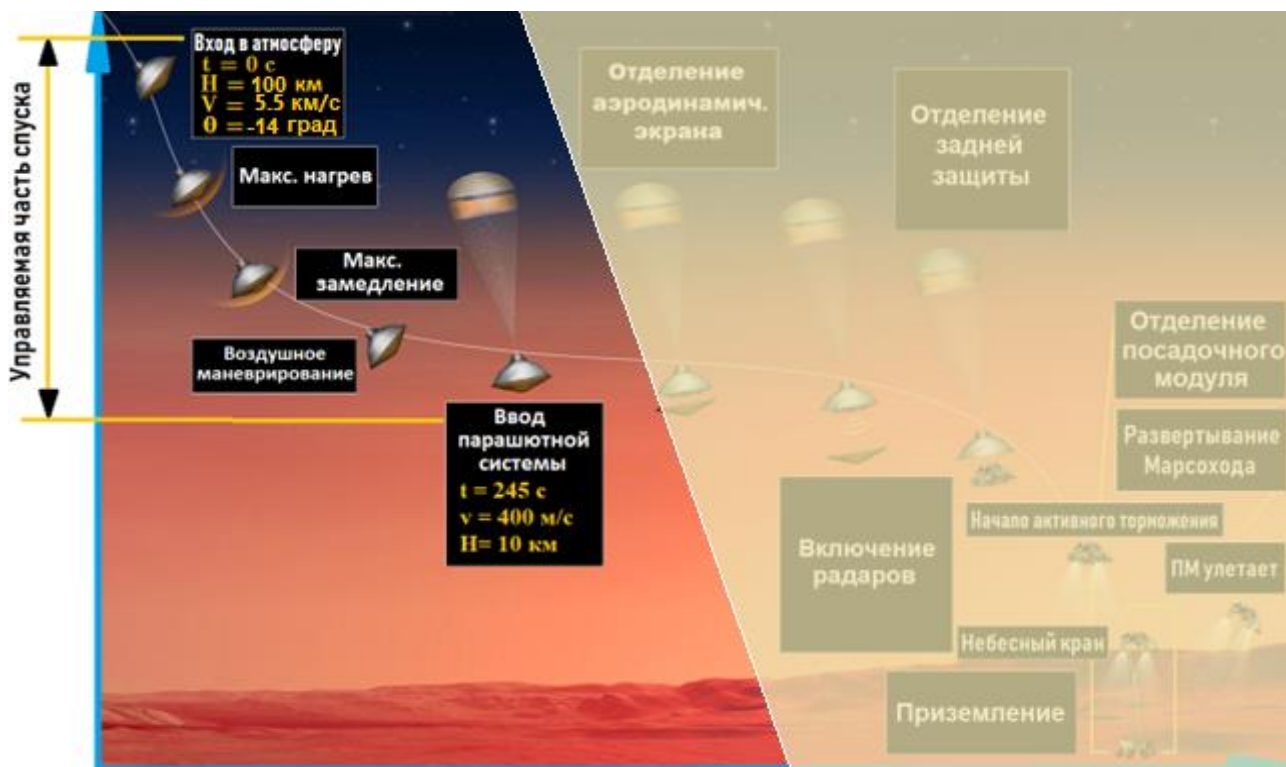 Управляемая часть спуска
Вход в атмосферу
t = 0 с
H = 100 км
V = 5.5 км/с
θ = -14 град
Макс. нагрев
Макс.
замедление
Воздушное
маневрирование
Ввод
парашютной
системы
t = 245 с
v = 400 м/с
H= 10 км
Отделение
аэродинамич.
экрана
Отделение
задней
защиты
Включение
радаров
Отделение
посадочного
модуля
Развертывание
Марсохода
Начало активного торможения
ПМ улетает
Небесный кран
Приземление